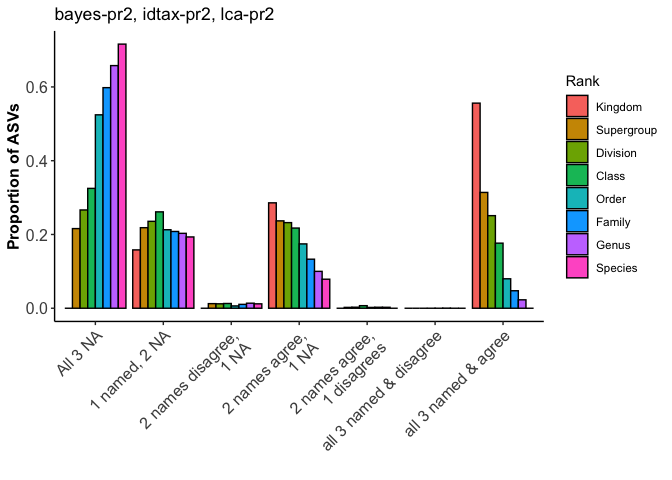 bayes-pr2, idtax-pr2, lca-pr2
Proportion of ASVs
0.6
0.4
0.2
0.0
All 3 NA
1 named, 2 NA
2 names disagree,
1 NA
2 names agree,
1 NA
2 names agree,
1 disagrees
all 3 named & disagree
all 3 named & agree
Rank
Kingdom
Supergroup
Division
Class
Order
Family
Genus
Species